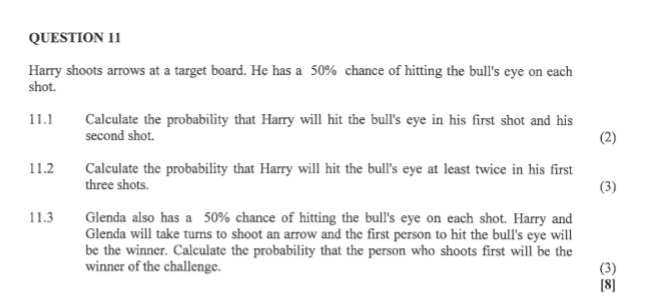 QUESTION 11
Harry shoots arrows at a target board. He has a 50% chance of hitting the bull's eye on each
shot.
11.1 Calculate the probability that Harry will hit the bull's eye in his first shot and his
second shot. (2)
11.2 Calculate the probability that Harry will hit the bull's eye at least twice in his first
three shots. (3)
11.3 Glenda also has a 50% chance of hitting the bull's eye on each shot. Harry and
Glenda will take turns to shoot an arrow and the first person to hit the bull's eye will
be the winner. Calculate the probability that the person who shoots first will be the
winner of the challenge. (3)
[8]